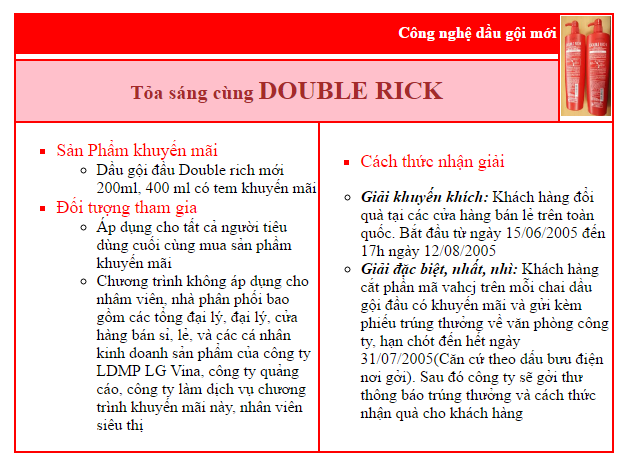 Công nghệ dầu gội mới
Tỏa sáng cùng DOUBLE RICK
Sản Phẩm khuyến mãi
Dầu gội đầu Double rich mới
200ml, 400 ml có tem khuyến mãi
Đối tượng tham gia
Áp dụng cho tất cả người tiêu
dùng cuối cùng mua sản phẩm
khuyến mãi
Chương trình không áp dụng cho
nhâm viên, nhà phân phối bao
gồm các tổng đại lý, đại lý, cửa
hàng bán sỉ, lẻ, và các cá nhân
kinh doanh sản phẩm của công ty
LDMP LG Vina, công ty quảng
cáo, công ty làm dịch vụ chương
trình khuyến mãi này, nhân viên
siêu thị
Cách thức nhận giải
Giải khuyến khích: Khách hàng đổi
quà tại các cửa hàng bán lẻ trên toàn
quốc. Bắt đầu từ ngày 15/06/2005 đến
17h ngày 12/08/2005
Giải đặc biệt, nhất, nhì: Khách hàng
cắt phần mã vahcj trên mỗi chai dầu
gội đầu có khuyến mãi và gửi kèm
phiếu trúng thưởng về văn phòng công
ty, hạn chót đến hết ngày
31/07/2005(Căn cứ theo dấu bưu điện
nơi gởi). Sau đó công ty sẽ gởi thư
thông báo trúng thưởng và cách thức
nhận quà cho khách hàng